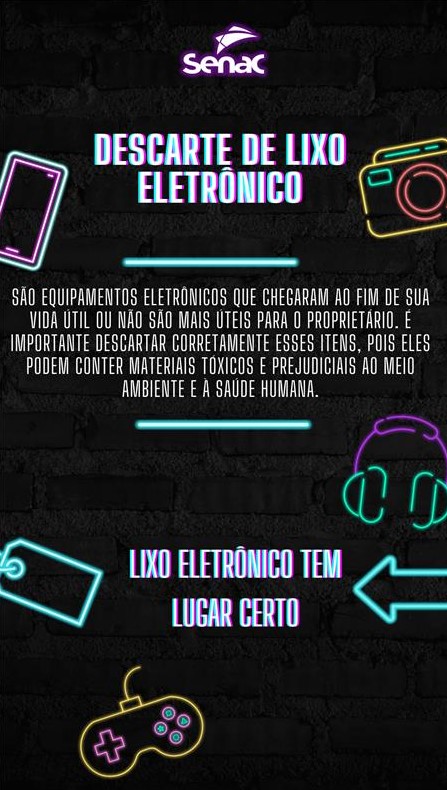 senac
DESCARTE DE LIXO
ELETRÔNICO
SÃO EQUIPAMENTOS ELETRÔNICOS QUE CHEGARAM AO FIM DE SUA
VIDA ÚTIL OU NÃO SÃO MAIS ÚTEIS PARA O PROPRIETÁRIO. É
IMPORTANTE DESCARTAR CORRETAMENTE ESSES ITENS, POIS ELES
PODEM CONTER MATERIAIS TÓXICOS E PREJUDICIAIS AO MEIO
AMBIENTE E À SAÚDE HUMANA.
LIXO ELETRÔNICO TEM
LUGAR CERTO